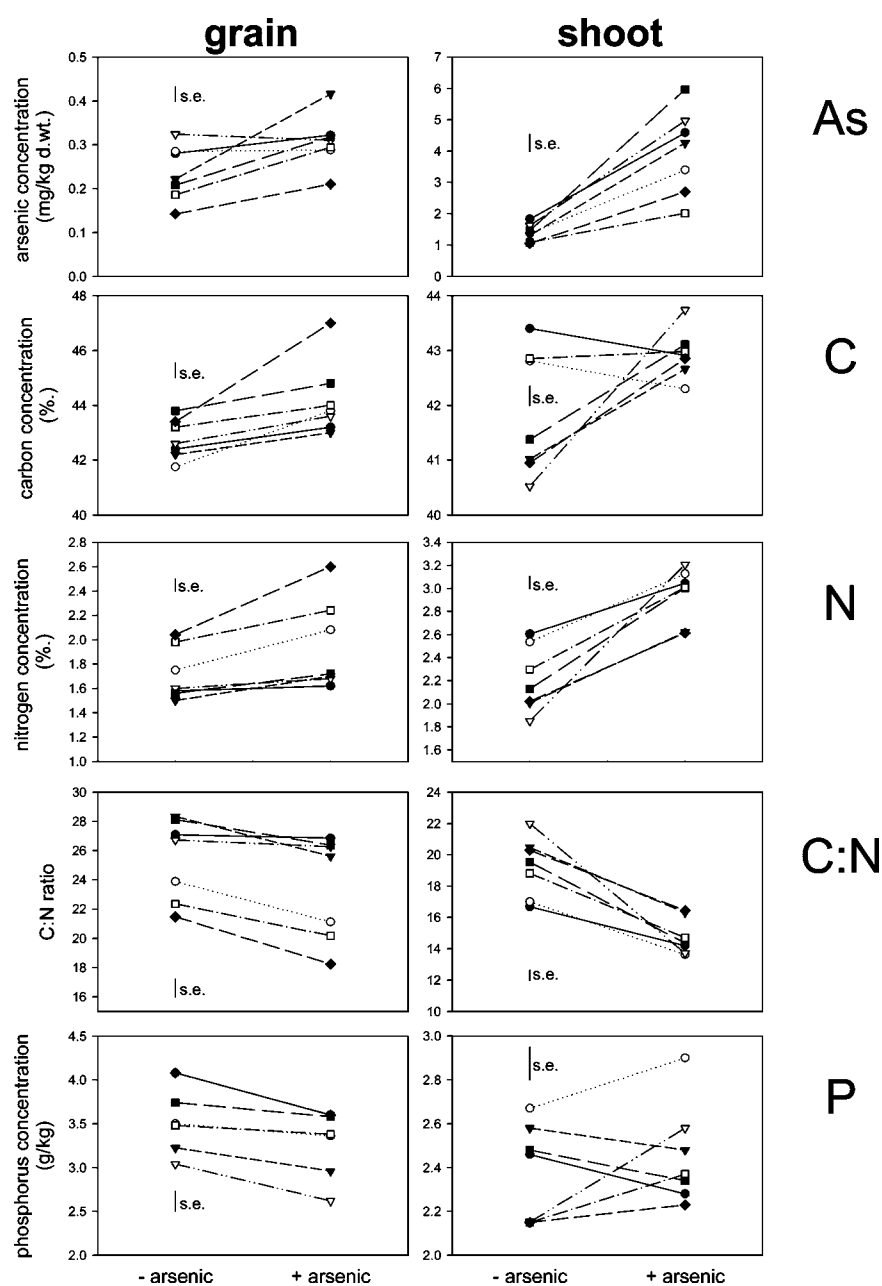 grain
shoot
arsenic concentration
(mg/kg d.wt.)
0.5
0.4
0.3
0.2
0.1
0.0
s.e.
7
6
5
4
3
2
1
0
s.e.
As
carbon concentration
(%.)
48
46
44
42
40
s.e.
44
43
42
41
40
s.e.
C
nitrogen concentration
(%.)
2.8
2.6
2.4
2.2
2.0
1.8
1.6
1.4
1.2
1.0
s.e.
3.4
3.2
3.0
2.8
2.6
2.4
2.2
2.0
1.8
1.6
s.e.
N
C:N ratio
30
28
26
24
22
20
18
16
s.e.
24
22
20
18
16
14
12
10
s.e.
C:N
phosphorus concentration
(g/kg)
4.5
4.0
3.5
3.0
2.5
2.0
s.e.
3.0
2.8
2.6
2.4
2.2
2.0
s.e.
P
- arsenic
+ arsenic
- arsenic
+ arsenic